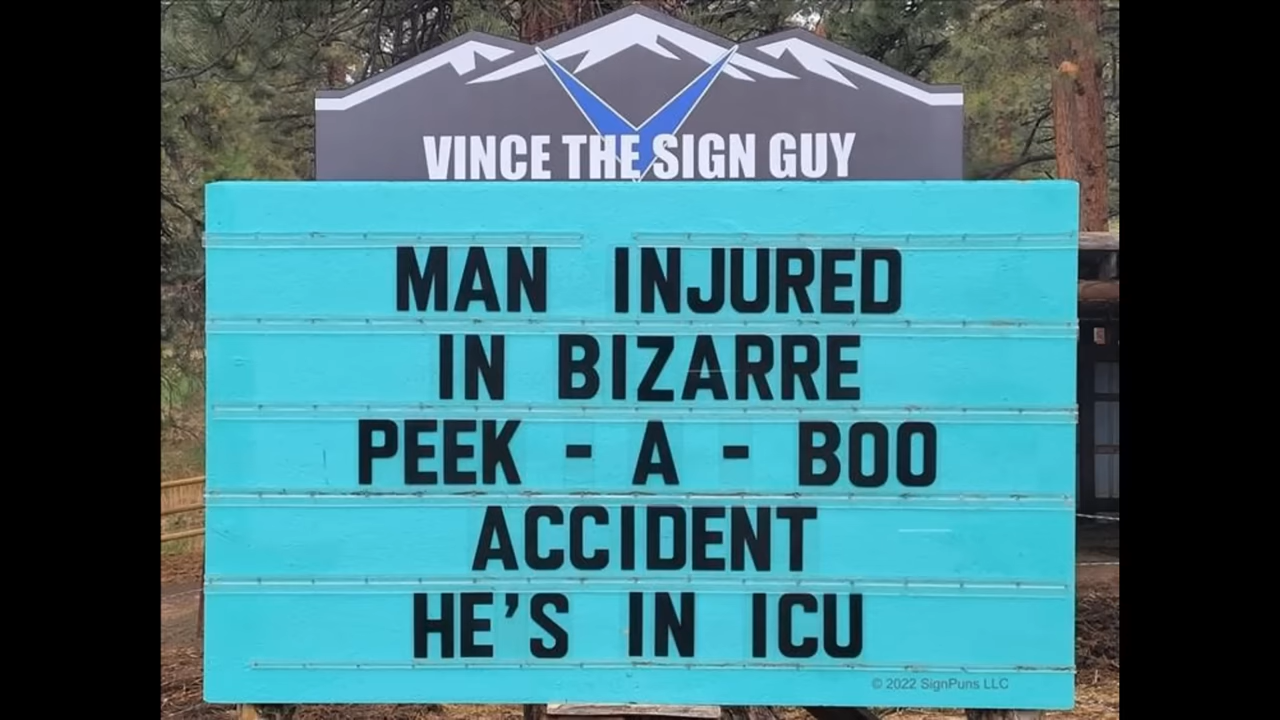 VINCE THE SIGN GUY
MAN INJURED
IN BIZARRE
PEEK - A - BOO
ACCIDENT
HE'S IN ICU
© 2022 SignPuns LLC